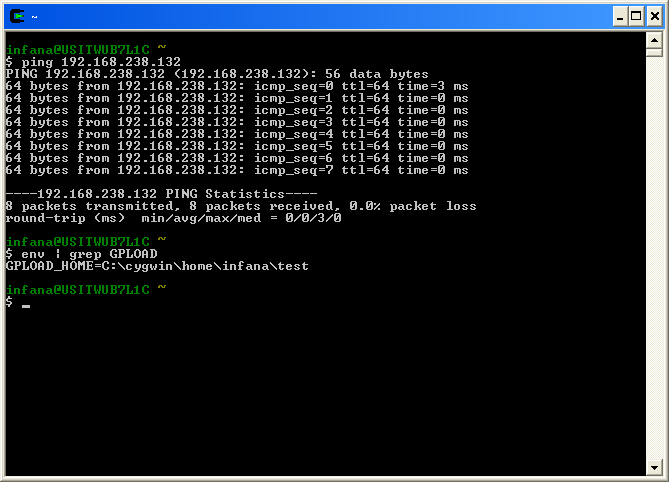 ~
infana@USITWUB7L1C ~
$ ping 192.168.238.132
PING 192.168.238.132 (192.168.238.132): 56 data bytes
64 bytes from 192.168.238.132: icmp_seq=0 ttl=64 time=3 ms
64 bytes from 192.168.238.132: icmp_seq=1 ttl=64 time=0 ms
64 bytes from 192.168.238.132: icmp_seq=2 ttl=64 time=0 ms
64 bytes from 192.168.238.132: icmp_seq=3 ttl=64 time=0 ms
64 bytes from 192.168.238.132: icmp_seq=4 ttl=64 time=0 ms
64 bytes from 192.168.238.132: icmp_seq=5 ttl=64 time=0 ms
64 bytes from 192.168.238.132: icmp_seq=6 ttl=64 time=0 ms
64 bytes from 192.168.238.132: icmp_seq=7 ttl=64 time=0 ms
----192.168.238.132 PING Statistics----
8 packets transmitted, 8 packets received, 0.0% packet loss
round-trip (ms)  min/avg/max/med = 0/0/3/0
infana@USITWUB7L1C ~
$ env | grep GPLOAD
GPLOAD_HOME=C:\cygwin\home\infana\test
infana@USITWUB7L1C ~
$ _